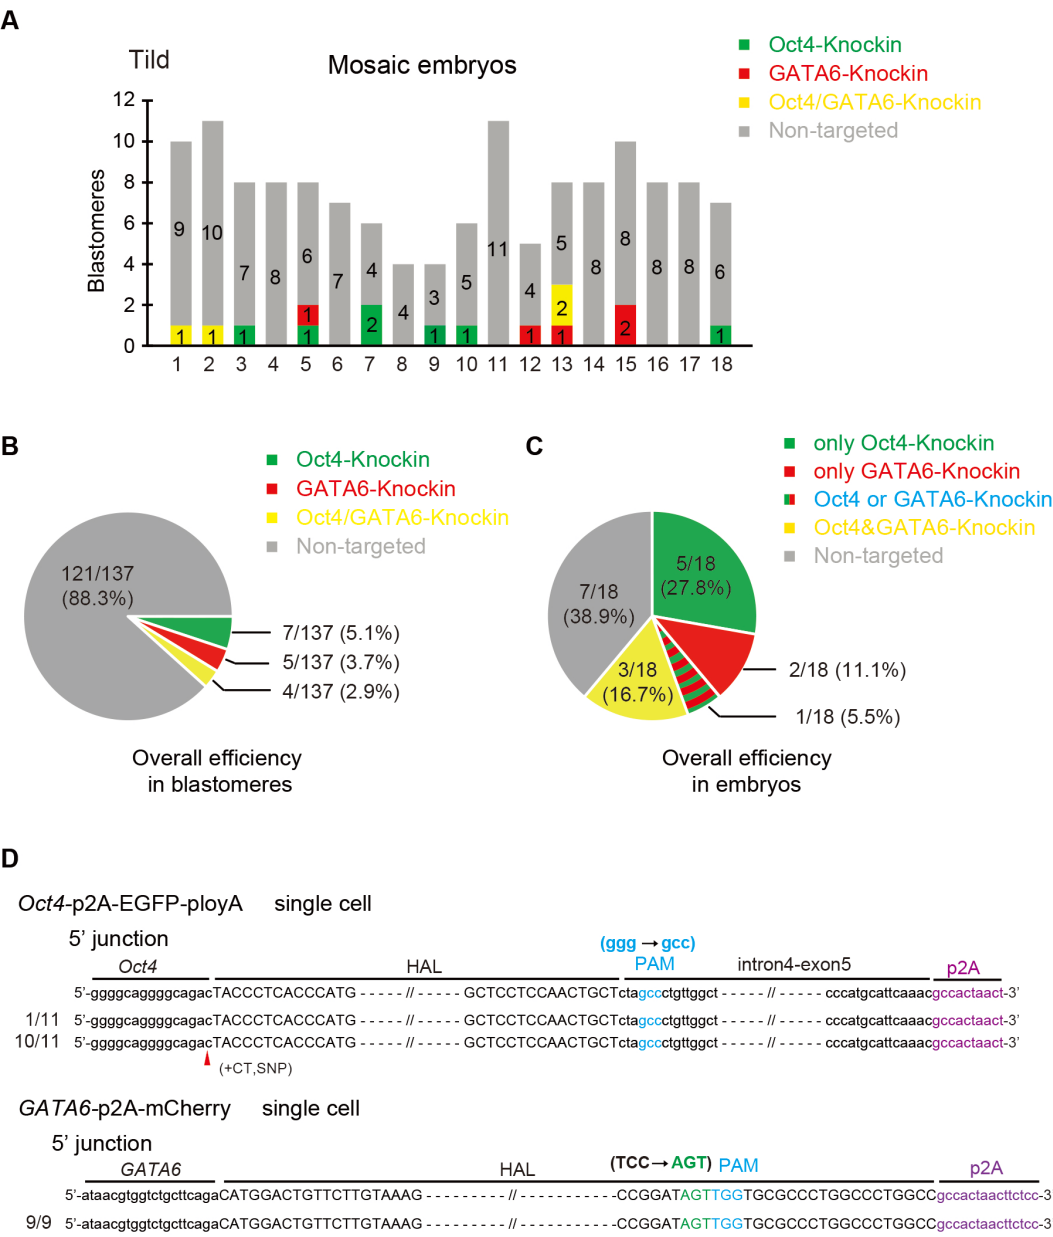 A
Tild
Mosaic embryos
Oct4-Knockin
GATA6-Knockin
Oct4/GATA6-Knockin
Non-targeted
Blastomeres
12
10
8
6
4
2
0
9 10 7 8 6 7 4 4 3 5 11 4 5 8 8 8 8 6
1 1 1 1 1 2 1 1 1 2 1 2 1
1 2 3 4 5 6 7 8 9 10 11 12 13 14 15 16 17 18
B
Oct4-Knockin
GATA6-Knockin
Oct4/GATA6-Knockin
Non-targeted
121/137
(88.3%)
7/137 (5.1%)
5/137 (3.7%)
4/137 (2.9%)
Overall efficiency
in blastomeres
C
only Oct4-Knockin
only GATA6-Knockin
Oct4 or GATA6-Knockin
Oct4&GATA6-Knockin
Non-targeted
5/18
(27.8%)
7/18
(38.9%)
3/18
(16.7%)
2/18 (11.1%)
1/18 (5.5%)
Overall efficiency
in embryos
D
Oct4-p2A-EGFP-ployA single cell
5’ junction
(ggg→gcc)
Oct4 HAL PAM intron4-exon5 p2A
5’-ggggcaggggcagacTACCCTCACCCATG - - - - - // - - - - - GCTCCTCCAACTGCTctagccctgttggct - - - - - // - - - - - cccatgcattcaaacgccactaact-3’
1/11 5’-ggggcaggggcagacTACCCTCACCCATG - - - - - // - - - - - GCTCCTCCAACTGCTctagccctgttggct - - - - - // - - - - - cccatgcattcaaacgccactaact-3’
10/11 5’-ggggcaggggcagacTACCCTCACCCATG - - - - - // - - - - - GCTCCTCCAACTGCTctagccctgttggct - - - - - // - - - - - cccatgcattcaaacgccactaact-3’
(+CT,SNP)
GATA6-p2A-mCherry single cell
5’ junction
GATA6 HAL (TCC→AGT) PAM p2A
5’-ataacgtggtctgcttcagaCATGGACTGTTCTTGTAAAG - - - - - - - - - - // - - - - - - - - - - - -CCGGATAGTTGGTGCGCCCTGGCCCTGGCCgccactaacttctcc-3
9/9 5’-ataacgtggtctgcttcagaCATGGACTGTTCTTGTAAAG - - - - - - - - - - // - - - - - - - - - - - -CCGGATAGTTGGTGCGCCCTGGCCCTGGCCgccactaacttctcc-3